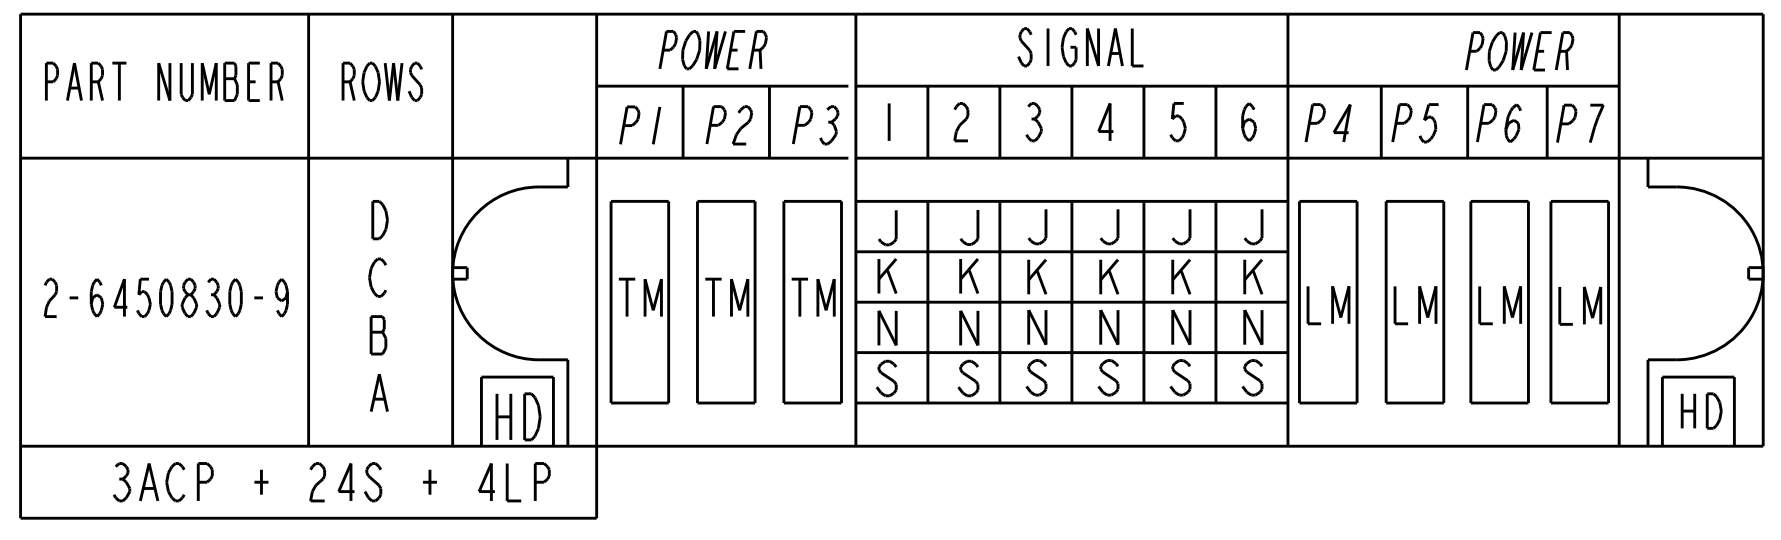 PART NUMBER ROWS POWER SIGNAL POWER
P1 P2 P3 1 2 3 4 5 6 P4 P5 P6 P7
D J J J J J J
C K K K K K K
2-6450830-9 TM TM TM LM LM LM LM
B N N N N N N
A S S S S S S
HD HD
3ACP + 24S + 4LP